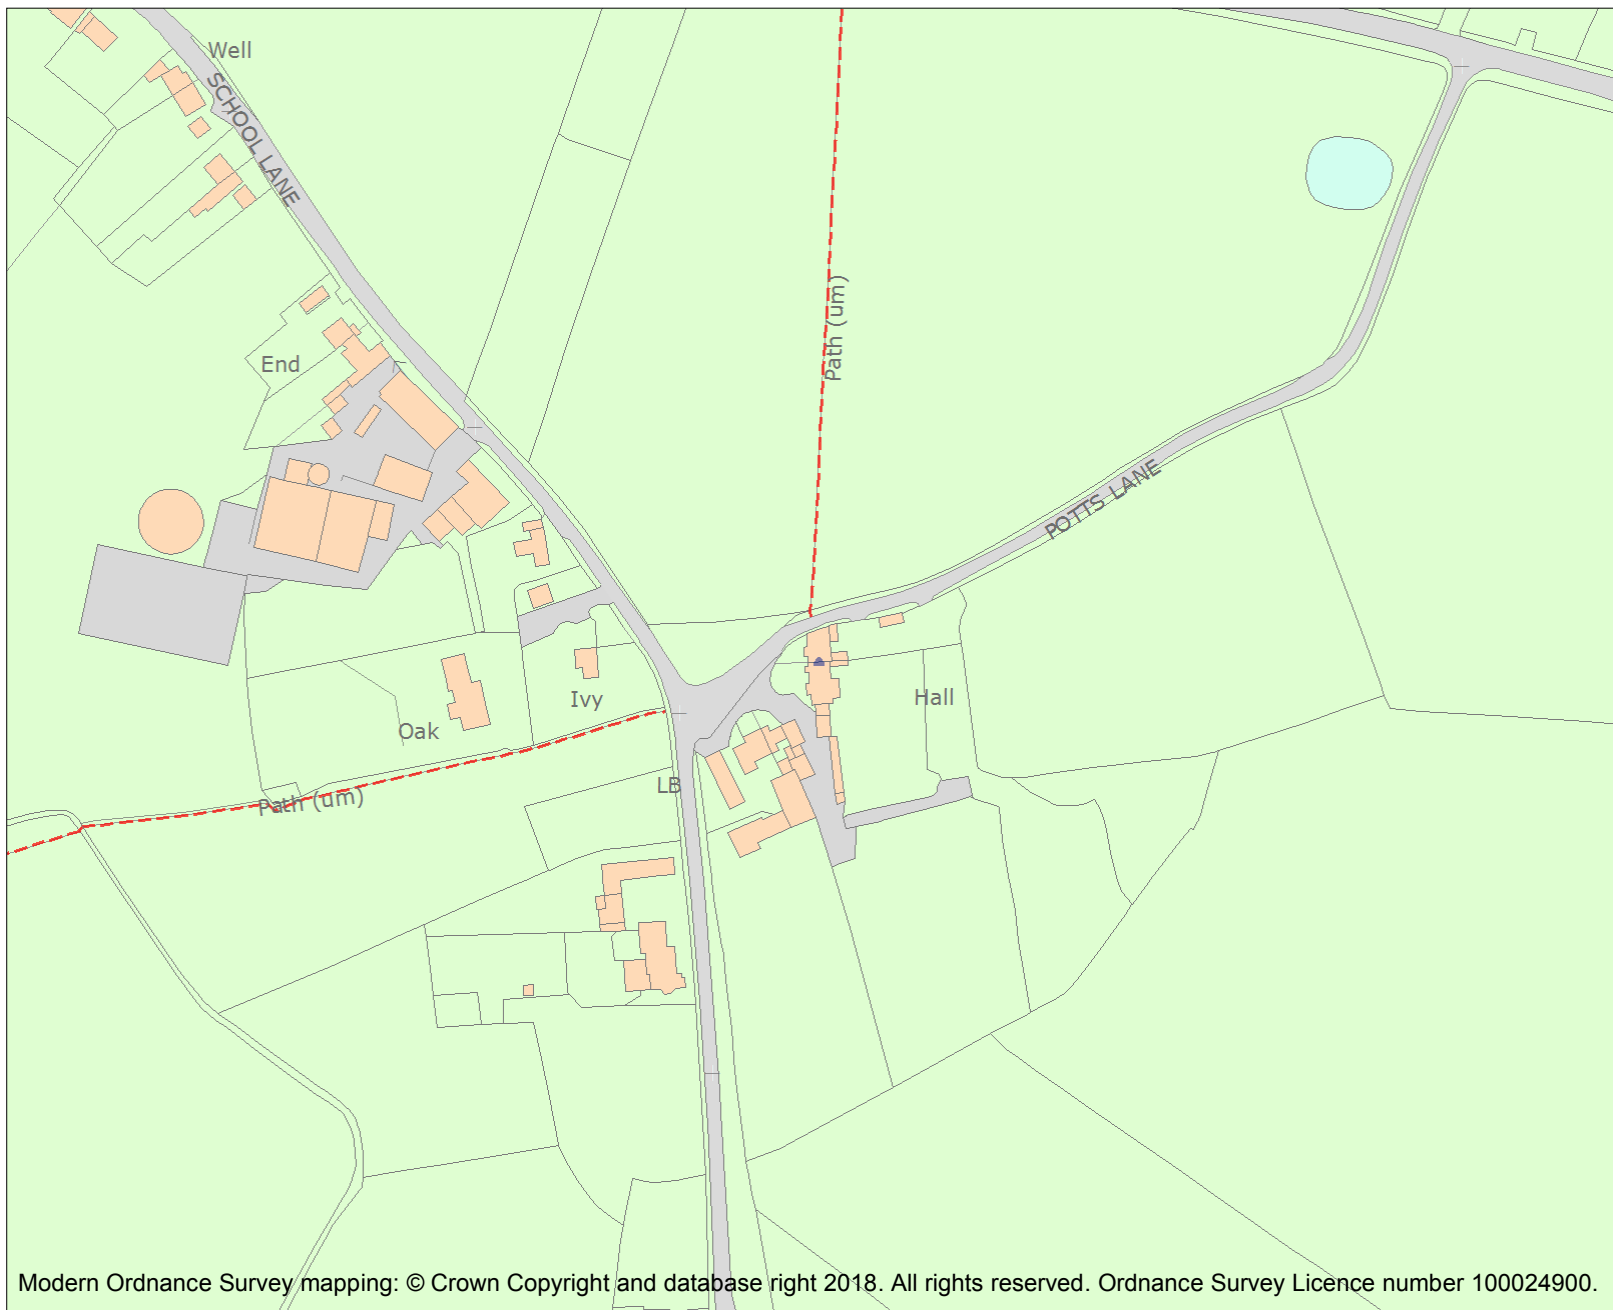 Well
SCHOOL LANE
Path (um)
End
POTTS LANE
Hall
Ivy
Oak
LB
Path (um)
Modern Ordnance Survey mapping: © Crown Copyright and database right 2018. All rights reserved. Ordnance Survey Licence number 100024900.